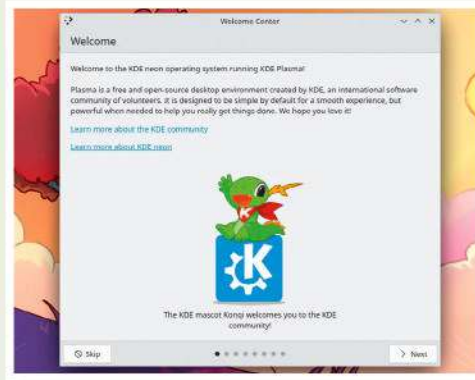 Welcome Center
Welcome
Welcome to the KDE neon operating system running KDE Plasma!
Plasma is a free and open-source desktop environment created by KDE, an international software
community of volunteers. It is designed to be simple by default for a smooth experience, but
powerful when needed to help you really get things done. We hope you love it!
Learn more about the KDE community
Learn more about KDE neon
K
K
The KDE mascot Konqi welcomes you to the KDE
community!
Skip
Next